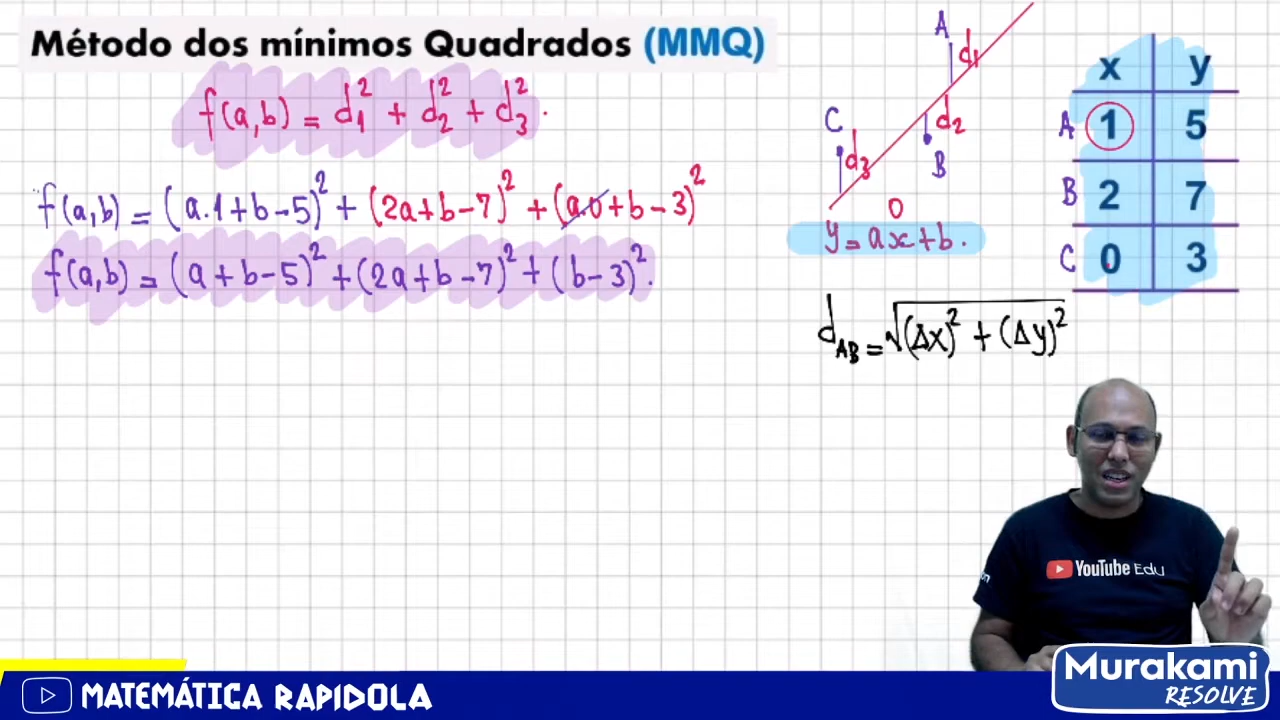 Método dos mínimos Quadrados (MMQ)
f(a,b) = d₁² + d₂² + d₃².
f(a,b) = (a.1+b-5)² + (2a+b-7)² + (a.0+b-3)²
f(a,b) = (a+b-5)² + (2a+b-7)² + (b-3)².
A
d₁
C
d₂
d₃
B
0
y=ax+b.
d_AB = √(Δx)² + (Δy)²
x y
A 1 5
B 2 7
C 0 3
YouTube Edu
MATEMÁTICA RAPIDOLA
Murakami
RESOLVE